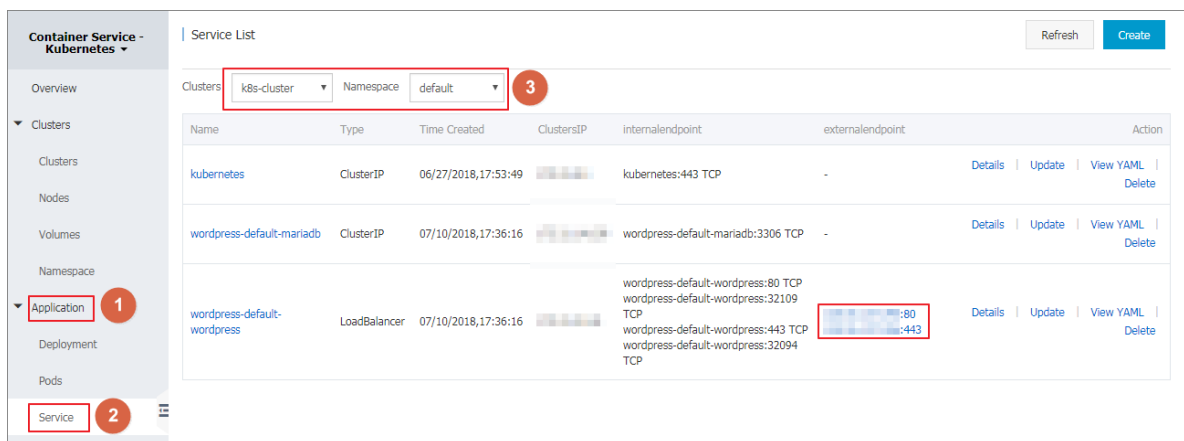 Container Service -
Kubernetes
Service List
Refresh
Create
Overview
Clusters
k8s-cluster
Namespace
default
3
Clusters
Name
Type
Time Created
ClustersIP
internalendpoint
externalendpoint
Action
Clusters
kubernetes
ClusterIP
06/27/2018,17:53:49
kubernetes:443 TCP
-
Details | Update | View YAML |
Delete
Nodes
Volumes
wordpress-default-mariadb
ClusterIP
07/10/2018,17:36:16
wordpress-default-mariadb:3306 TCP
-
Details | Update | View YAML |
Delete
Namespace
Application
1
wordpress-default-
wordpress
LoadBalancer
07/10/2018,17:36:16
wordpress-default-wordpress:80 TCP
wordpress-default-wordpress:32109
TCP
wordpress-default-wordpress:443 TCP
wordpress-default-wordpress:32094
TCP
:80
:443
Details | Update | View YAML |
Delete
Deployment
Pods
Service
2